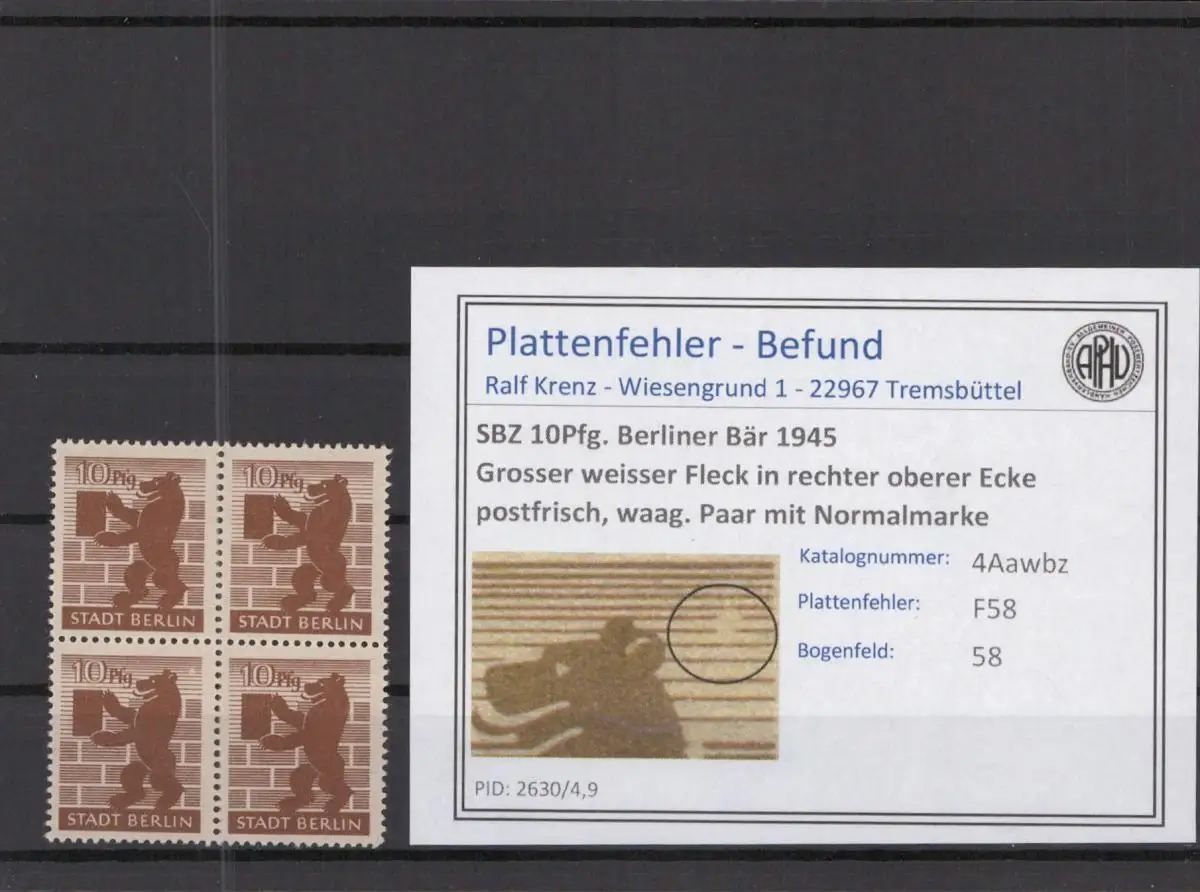 10 Pfg
STADT BERLIN
10 Pfg
STADT BERLIN
10 Pfg
STADT BERLIN
10 Pfg
STADT BERLIN
Plattenfehler - Befund
Ralf Krenz - Wiesengrund 1 - 22967 Tremsbüttel
APHV
SBZ 10Pfg. Berliner Bär 1945
Grosser weisser Fleck in rechter oberer Ecke
postfrisch, waag. Paar mit Normalmarke
Katalognummer: 4Aawbz
Plattenfehler: F58
Bogenfeld: 58
PID: 2630/4,9